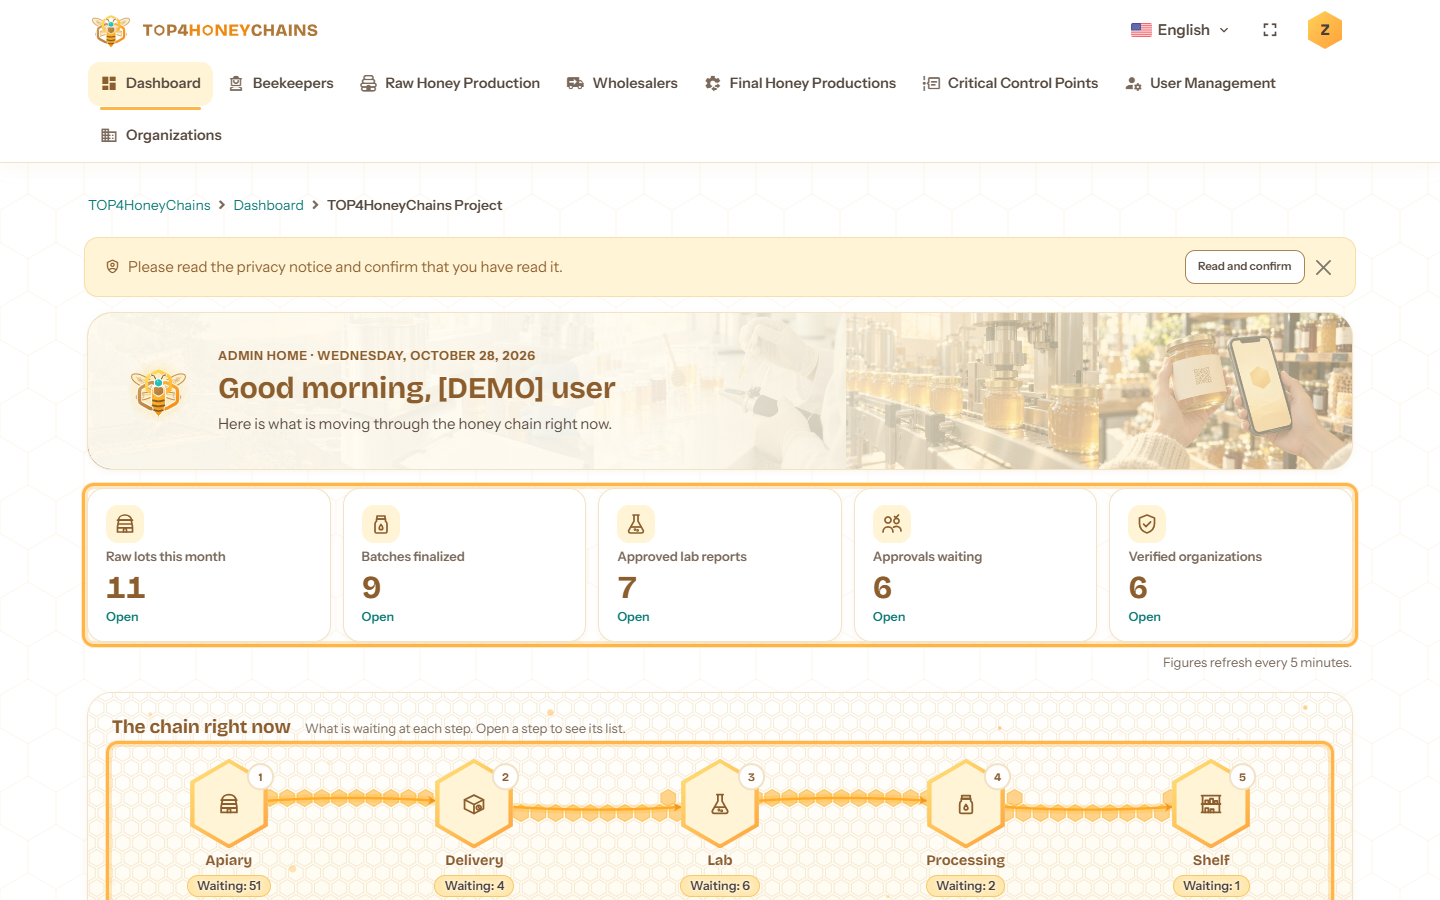 TOP4HONEYCHAINS
English
Z
Dashboard
Beekeepers
Raw Honey Production
Wholesalers
Final Honey Productions
Critical Control Points
User Management
Organizations
TOP4HoneyChains > Dashboard > TOP4HoneyChains Project
Please read the privacy notice and confirm that you have read it.
Read and confirm
ADMIN HOME · WEDNESDAY, OCTOBER 28, 2026
Good morning, [DEMO] user
Here is what is moving through the honey chain right now.
Raw lots this month
11
Open
Batches finalized
9
Open
Approved lab reports
7
Open
Approvals waiting
6
Open
Verified organizations
6
Open
Figures refresh every 5 minutes.
The chain right now
What is waiting at each step. Open a step to see its list.
1
Apiary
Waiting: 51
2
Delivery
Waiting: 4
3
Lab
Waiting: 6
4
Processing
Waiting: 2
5
Shelf
Waiting: 1